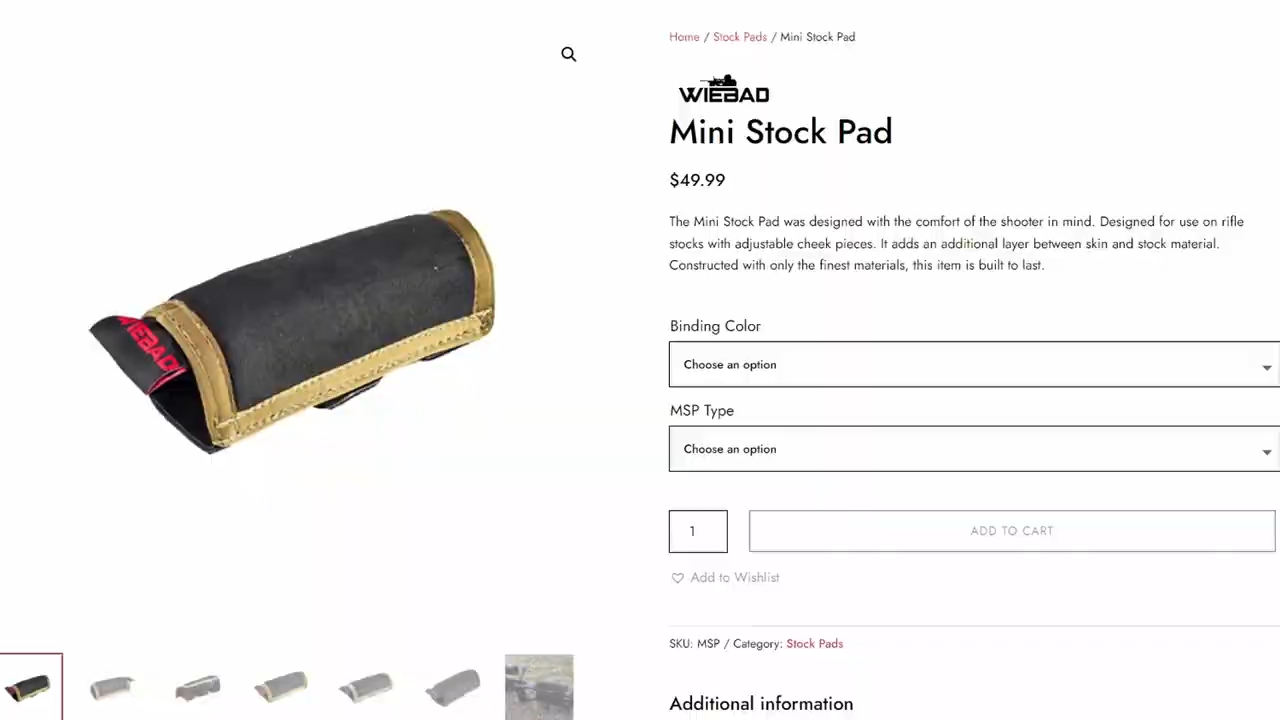 Home / Stock Pads / Mini Stock Pad
WIEBAD
Mini Stock Pad
$49.99
The Mini Stock Pad was designed with the comfort of the shooter in mind. Designed for use on rifle
stocks with adjustable cheek pieces. It adds an additional layer between skin and stock material.
Constructed with only the finest materials, this item is built to last.
WIEBAD
Binding Color
Choose an option
MSP Type
Choose an option
1
ADD TO CART
Add to Wishlist
SKU: MSP / Category: Stock Pads
Additional information